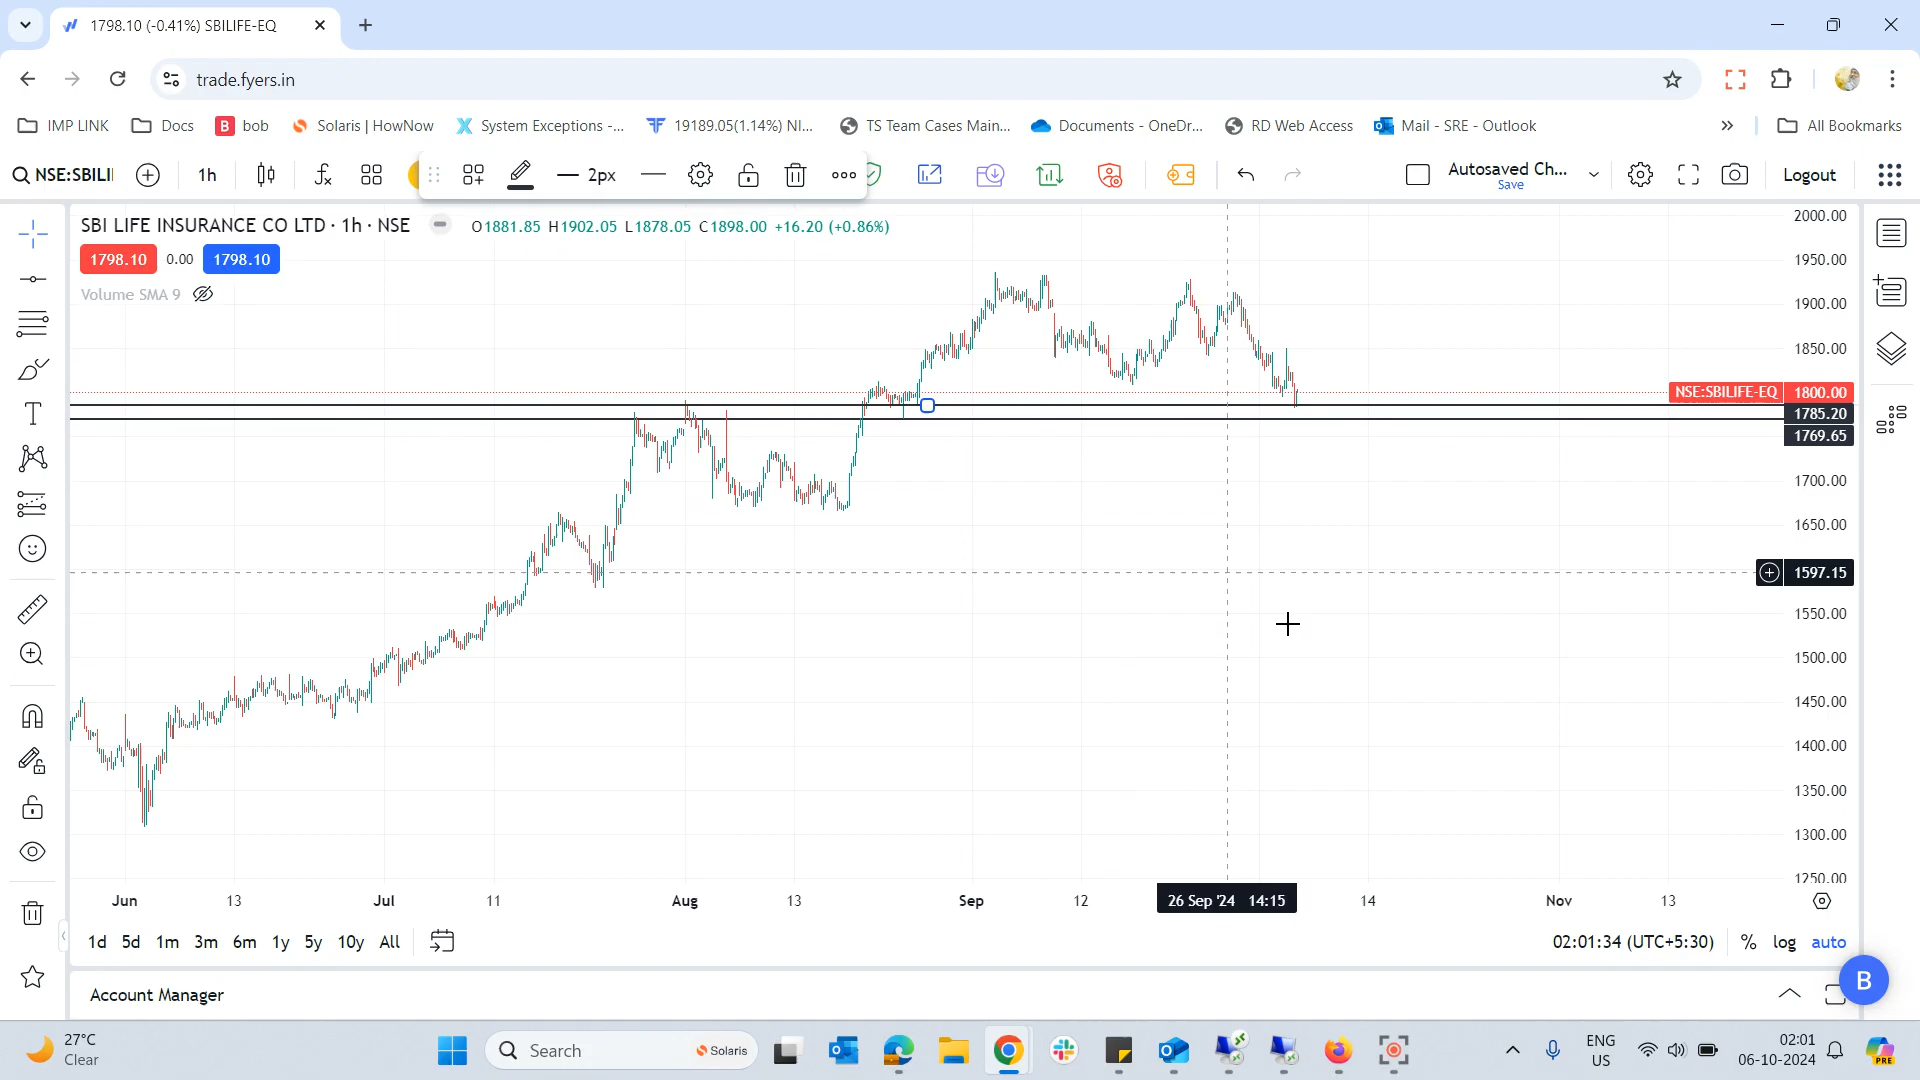 1798.10 (-0.41%) SBILIFE-EQ
trade.fyers.in
IMP LINK Docs B bob Solaris | HowNow System Exceptions -... 19189.05(1.14%) NI... TS Team Cases Main... Documents - OneDr... RD Web Access Mail - SRE - Outlook All Bookmarks
NSE:SBILI 1h 2px Autosaved Ch... Logout
Save
SBI LIFE INSURANCE CO LTD · 1h · NSE O1881.85 H1902.05 L1878.05 C1898.00 +16.20 (+0.86%)
1798.10 0.00 1798.10
Volume SMA 9
2000.00
1950.00
1900.00
1850.00
NSE:SBILIFE-EQ 1800.00
1785.20
1769.65
1700.00
1650.00
1597.15
1550.00
1500.00
1450.00
1400.00
1350.00
1300.00
1250.00
Jun 13 Jul 11 Aug 13 Sep 12 26 Sep '24 14:15 14 Nov 13
1d 5d 1m 3m 6m 1y 5y 10y All 02:01:34 (UTC+5:30) % log auto
B
Account Manager
27°C
Clear
Search Solaris
ENG
US
02:01
06-10-2024
PRE